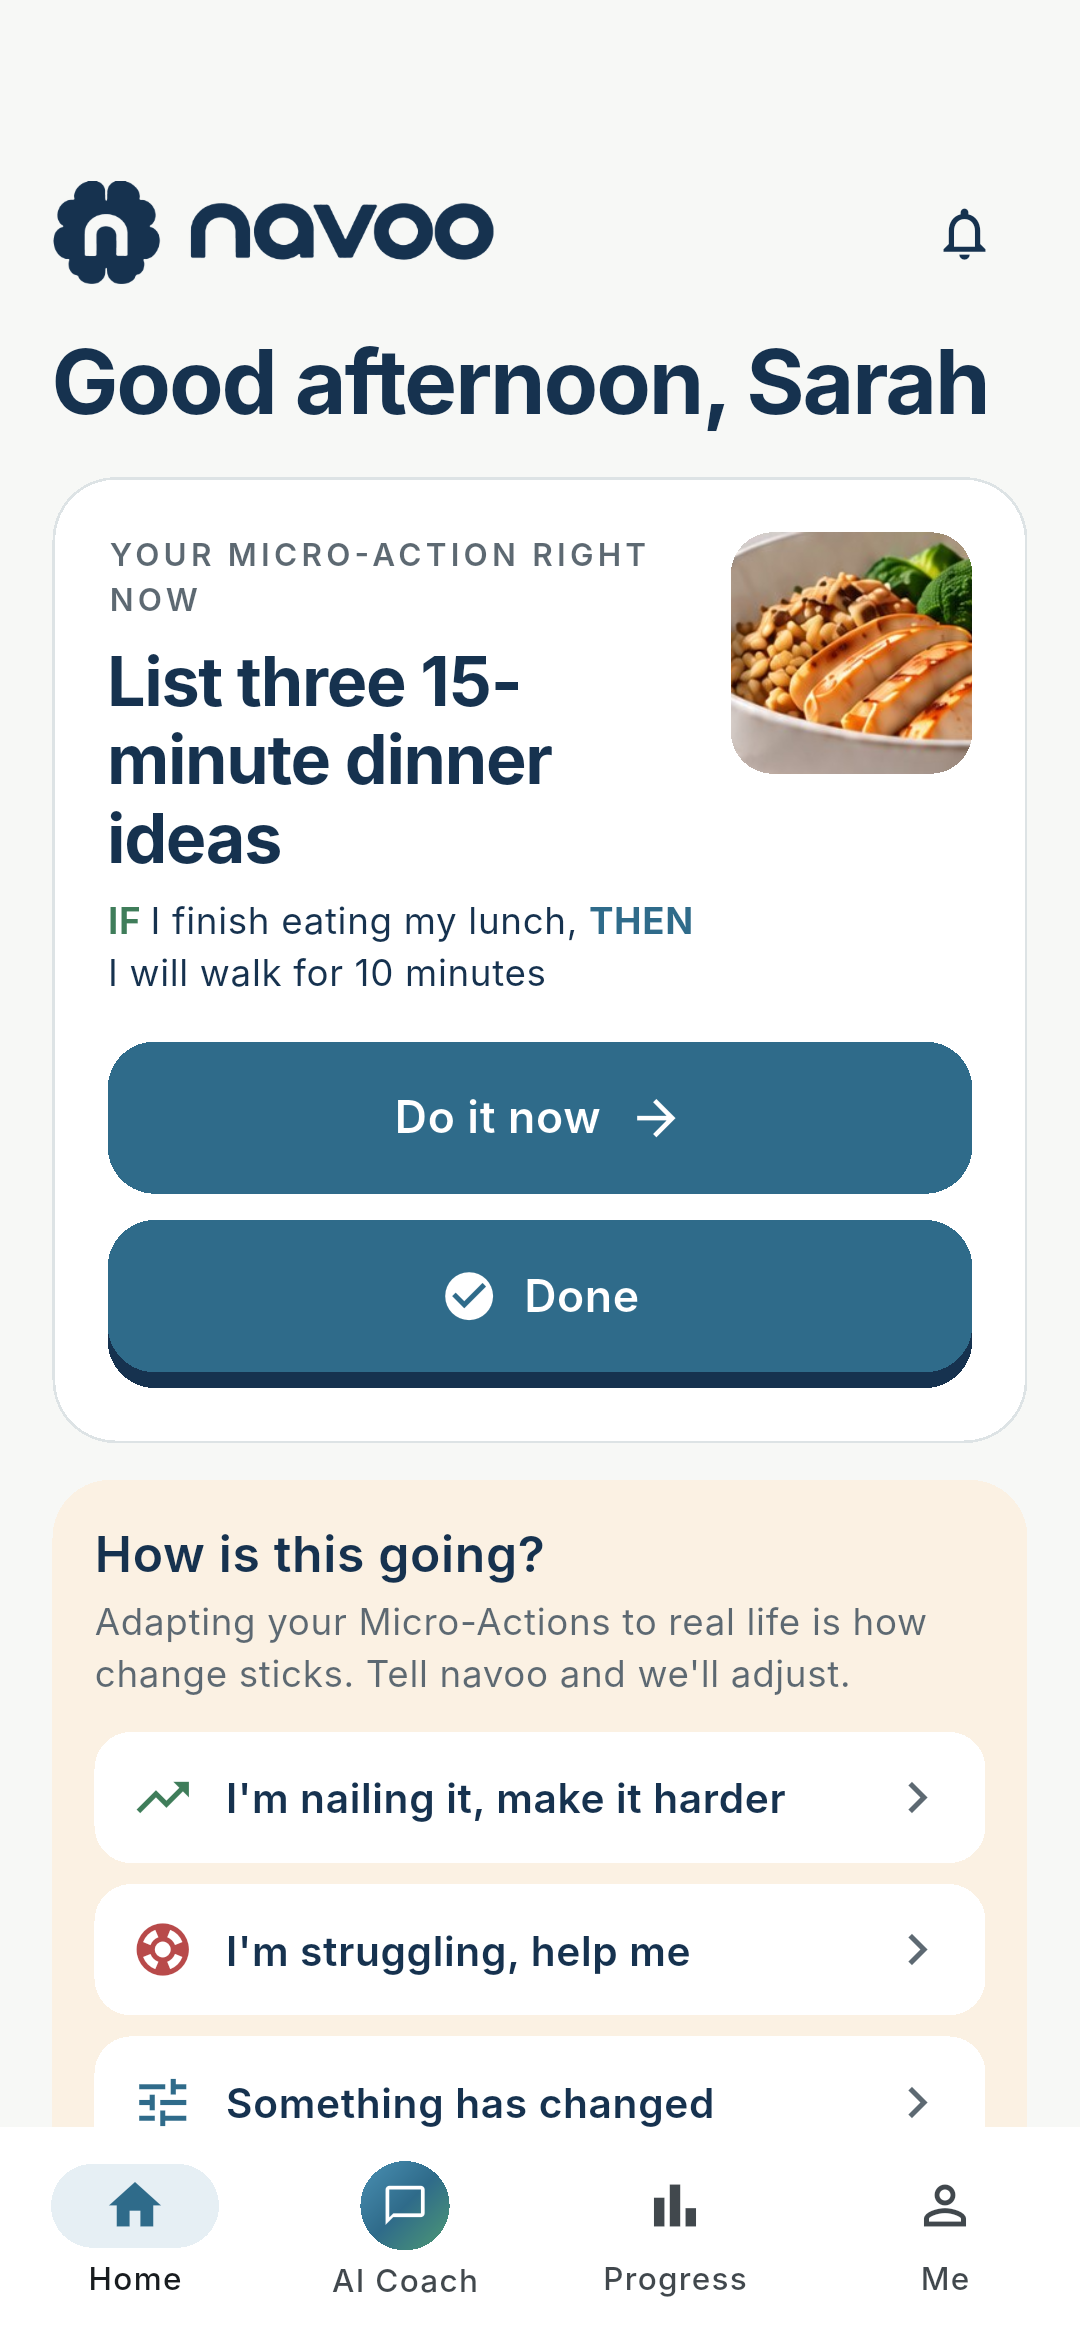 navoo
Good afternoon, Sarah
YOUR MICRO-ACTION RIGHT
NOW
List three 15-
minute dinner
ideas
IF I finish eating my lunch, THEN
I will walk for 10 minutes
Do it now
Done
How is this going?
Adapting your Micro-Actions to real life is how
change sticks. Tell navoo and we'll adjust.
I'm nailing it, make it harder
I'm struggling, help me
Something has changed
Home
AI Coach
Progress
Me